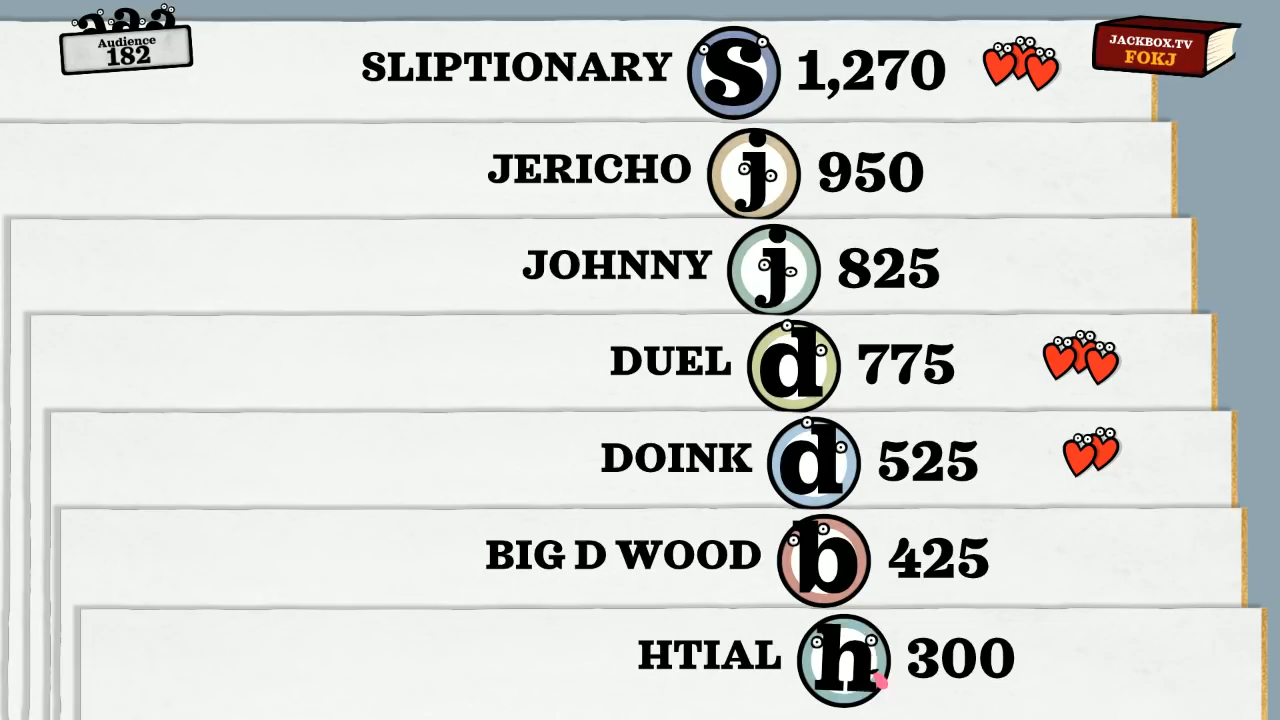 Audience
182
JACKBOX.TV
FOKJ
SLIPTIONARY S 1,270
JERICHO j 950
JOHNNY j 825
DUEL d 775
DOINK d 525
BIG D WOOD b 425
HTIAL h 300